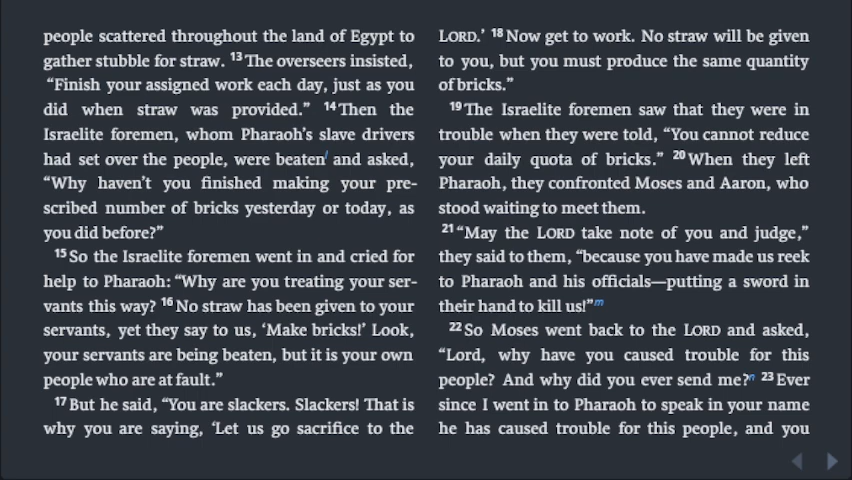 people scattered throughout the land of Egypt to
gather stubble for straw. 13 The overseers insisted,
“Finish your assigned work each day, just as you
did when straw was provided.” 14 Then the
Israelite foremen, whom Pharaoh’s slave drivers
had set over the people, were beatenl and asked,
“Why haven’t you finished making your pre-
scribed number of bricks yesterday or today, as
you did before?”
15 So the Israelite foremen went in and cried for
help to Pharaoh: “Why are you treating your ser-
vants this way? 16 No straw has been given to your
servants, yet they say to us, ‘Make bricks!’ Look,
your servants are being beaten, but it is your own
people who are at fault.”
17 But he said, “You are slackers. Slackers! That is
why you are saying, ‘Let us go sacrifice to the
LORD.’ 18 Now get to work. No straw will be given
to you, but you must produce the same quantity
of bricks.”
19 The Israelite foremen saw that they were in
trouble when they were told, “You cannot reduce
your daily quota of bricks.” 20 When they left
Pharaoh, they confronted Moses and Aaron, who
stood waiting to meet them.
21 “May the LORD take note of you and judge,”
they said to them, “because you have made us reek
to Pharaoh and his officials—putting a sword in
their hand to kill us!”m
22 So Moses went back to the LORD and asked,
“Lord, why have you caused trouble for this
people? And why did you ever send me?n 23 Ever
since I went in to Pharaoh to speak in your name
he has caused trouble for this people, and you